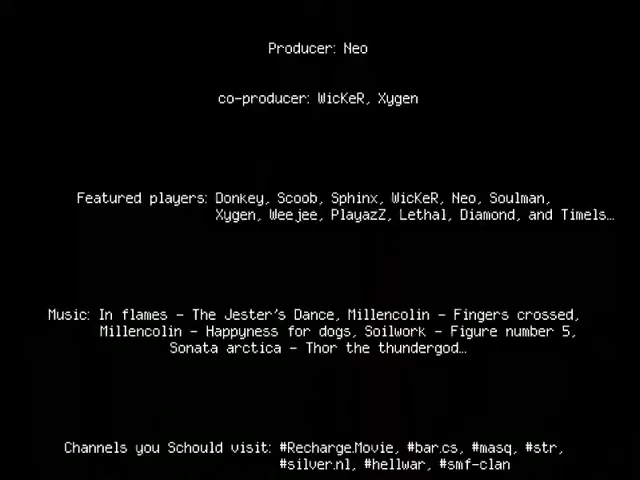 Producer: Neo
co-producer: WicKeR, Xygen
Featured players: Donkey, Scoob, Sphinx, WicKeR, Neo, Soulman,
Xygen, Weejee, PlayazZ, Lethal, Diamond, and Timels...
Music: In flames - The Jester's Dance, Millencolin - Fingers crossed,
Millencolin - Happyness for dogs, Soilwork - Figure number 5,
Sonata arctica - Thor the thundergod...
Channels you Schould visit: #Recharge.Movie, #bar.cs, #masq, #str,
#silver.nl, #hellwar, #smf-clan